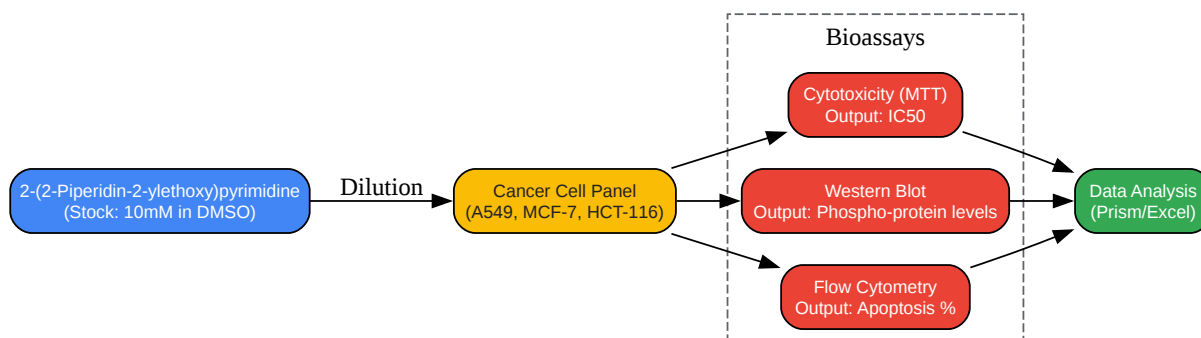 2-(2-Piperidin-2-ylethoxy)pyrimidine
(Stock: 10mM in DMSO)
Dilution
Cancer Cell Panel
(A549, MCF-7, HCT-116)
Bioassays
Cytotoxicity (MTT)
Output: IC50
Western Blot
Output: Phospho-protein levels
Flow Cytometry
Output: Apoptosis %
Data Analysis
(Prism/Excel)